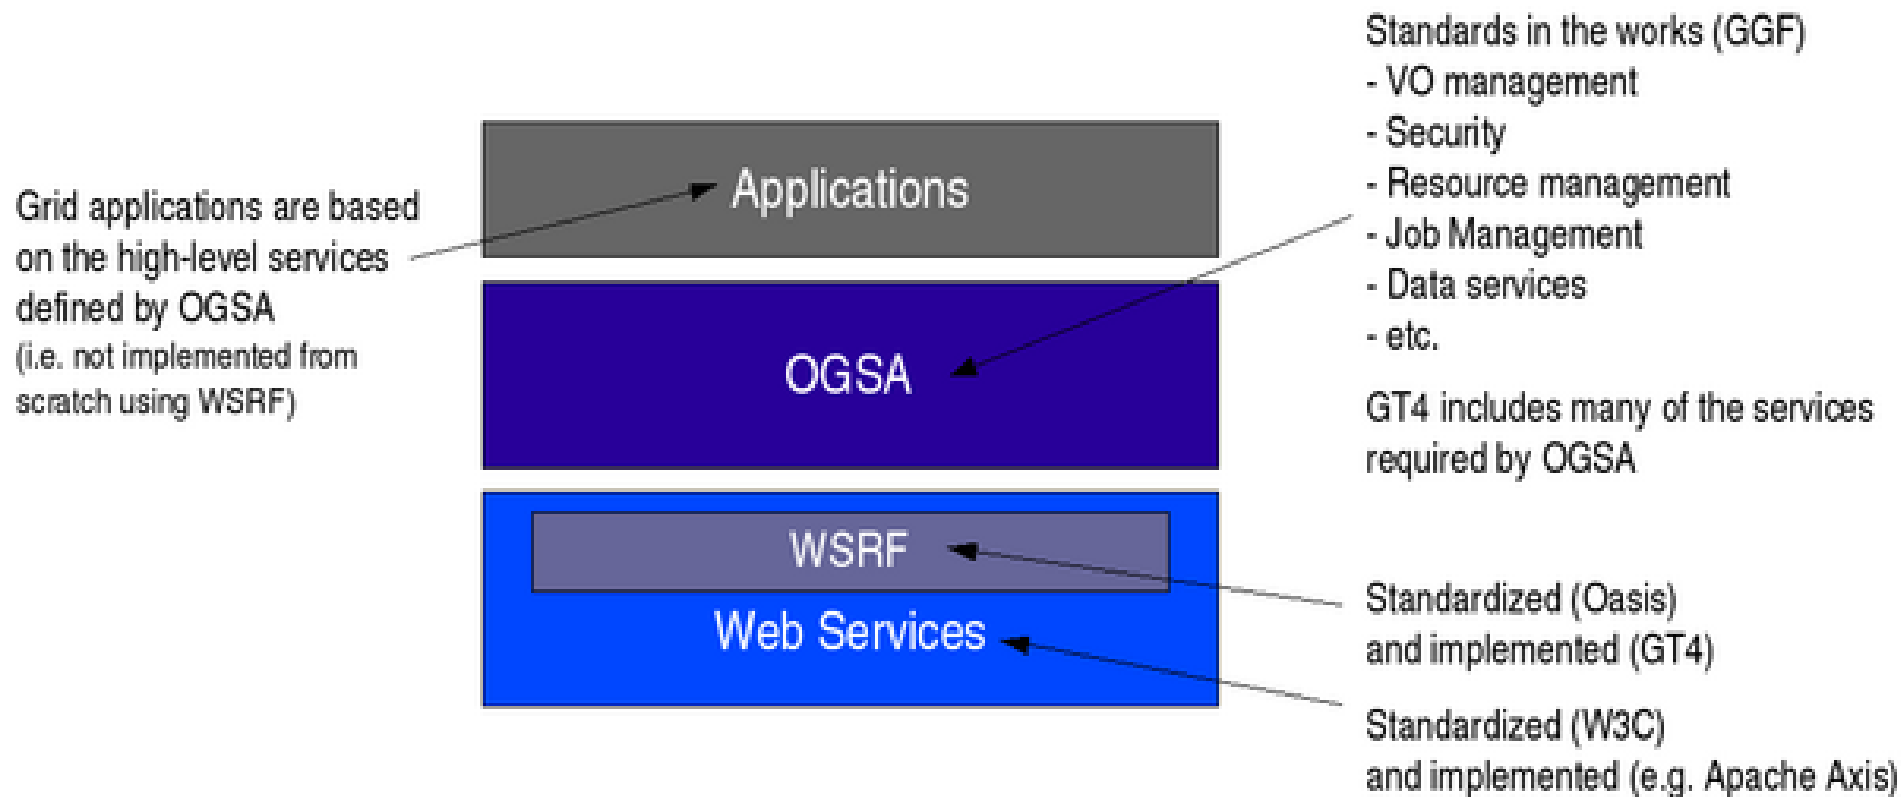 Grid applications are based
on the high-level services
defined by OGSA
(i.e. not implemented from
scratch using WSRF)
Applications
OGSA
WSRF
Web Services
Standards in the works (GGF)
- VO management
- Security
- Resource management
- Job Management
- Data services
- etc.
GT4 includes many of the services
required by OGSA
Standardized (Oasis)
and implemented (GT4)
Standardized (W3C)
and implemented (e.g. Apache Axis)